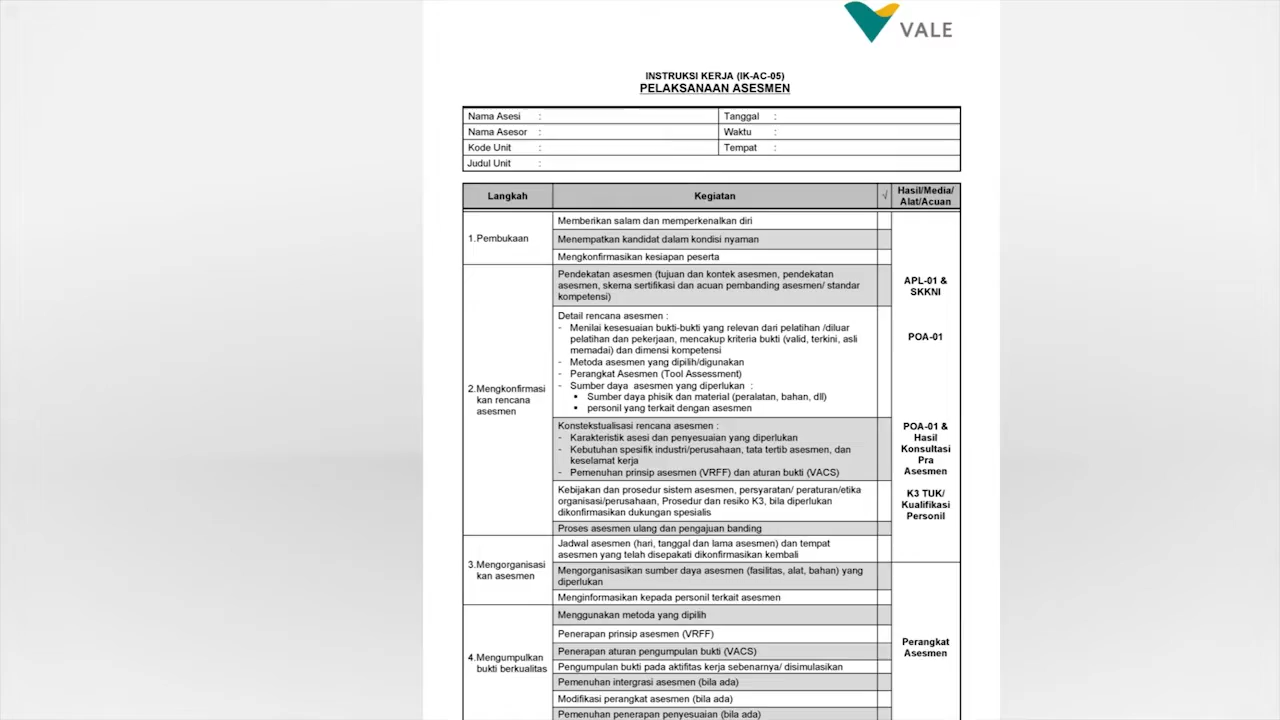 VALE
INSTRUKSI KERJA (IK-AC-05)
PELAKSANAAN ASESMEN
Nama Asesi :
Tanggal :
Nama Asesor :
Waktu :
Kode Unit :
Tempat :
Judul Unit :
Langkah
Kegiatan
√
Hasil/Media/
Alat/Acuan
1.Pembukaan
Memberikan salam dan memperkenalkan diri
Menempatkan kandidat dalam kondisi nyaman
Mengkonfirmasikan kesiapan peserta
2.Mengkonfirmasi
kan rencana
asesmen
Pendekatan asesmen (tujuan dan kontek asesmen, pendekatan
asesmen, skema sertifikasi dan acuan pembanding asesmen/ standar
kompetensi)
APL-01 &
SKKNI
Detail rencana asesmen :
- Menilai kesesuaian bukti-bukti yang relevan dari pelatihan /diluar
pelatihan dan pekerjaan, mencakup kriteria bukti (valid, terkini, asli
memadai) dan dimensi kompetensi
- Metoda asesmen yang dipilih/digunakan
- Perangkat Asesmen (Tool Assessment)
- Sumber daya asesmen yang diperlukan :
▪ Sumber daya phisik dan material (peralatan, bahan, dll)
▪ personil yang terkait dengan asesmen
POA-01
Konstekstualisasi rencana asesmen :
- Karakteristik asesi dan penyesuaian yang diperlukan
- Kebutuhan spesifik industri/perusahaan, tata tertib asesmen, dan
keselamat kerja
- Pemenuhan prinsip asesmen (VRFF) dan aturan bukti (VACS)
POA-01 &
Hasil
Konsultasi
Pra
Asesmen
Kebijakan dan prosedur sistem asesmen, persyaratan/ peraturan/etika
organisasi/perusahaan, Prosedur dan resiko K3, bila diperlukan
dikonfirmasikan dukungan spesialis
K3 TUK/
Kualifikasi
Personil
Proses asesmen ulang dan pengajuan banding
3.Mengorganisasi
kan asesmen
Jadwal asesmen (hari, tanggal dan lama asesmen) dan tempat
asesmen yang telah disepakati dikonfirmasikan kembali
Mengorganisasikan sumber daya asesmen (fasilitas, alat, bahan) yang
diperlukan
Menginformasikan kepada personil terkait asesmen
4.Mengumpulkan
bukti berkualitas
Menggunakan metoda yang dipilih
Penerapan prinsip asesmen (VRFF)
Penerapan aturan pengumpulan bukti (VACS)
Pengumpulan bukti pada aktifitas kerja sebenarnya/ disimulasikan
Pemenuhan intergrasi asesmen (bila ada)
Modifikasi perangkat asesmen (bila ada)
Pemenuhan penerapan penyesuaian (bila ada)
Perangkat
Asesmen